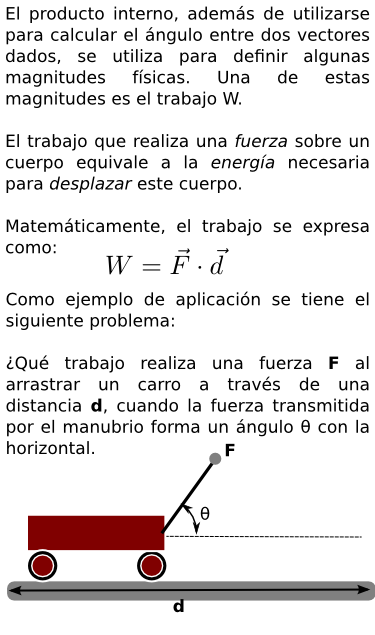 El producto interno, además de utilizarse
para calcular el ángulo entre dos vectores
dados, se utiliza para definir algunas
magnitudes físicas. Una de estas
magnitudes es el trabajo W.
El trabajo que realiza una fuerza sobre un
cuerpo equivale a la energía necesaria
para desplazar este cuerpo.
Matemáticamente, el trabajo se expresa
como:
W = F⃗ · d⃗
Como ejemplo de aplicación se tiene el
siguiente problema:
¿Qué trabajo realiza una fuerza F al
arrastrar un carro a través de una
distancia d, cuando la fuerza transmitida
por el manubrio forma un ángulo θ con la
horizontal.
F
θ
d